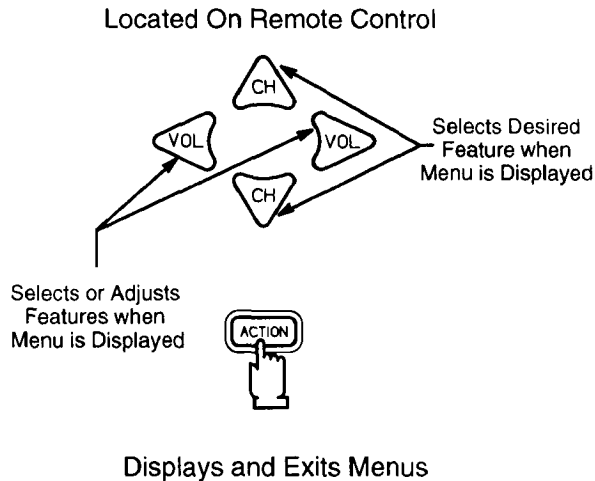 Located On Remote Control
CH
VOL
VOL
CH
Selects Desired
Feature when
Menu is Displayed
Selects or Adjusts
Features when
Menu is Displayed
ACTION
Displays and Exits Menus